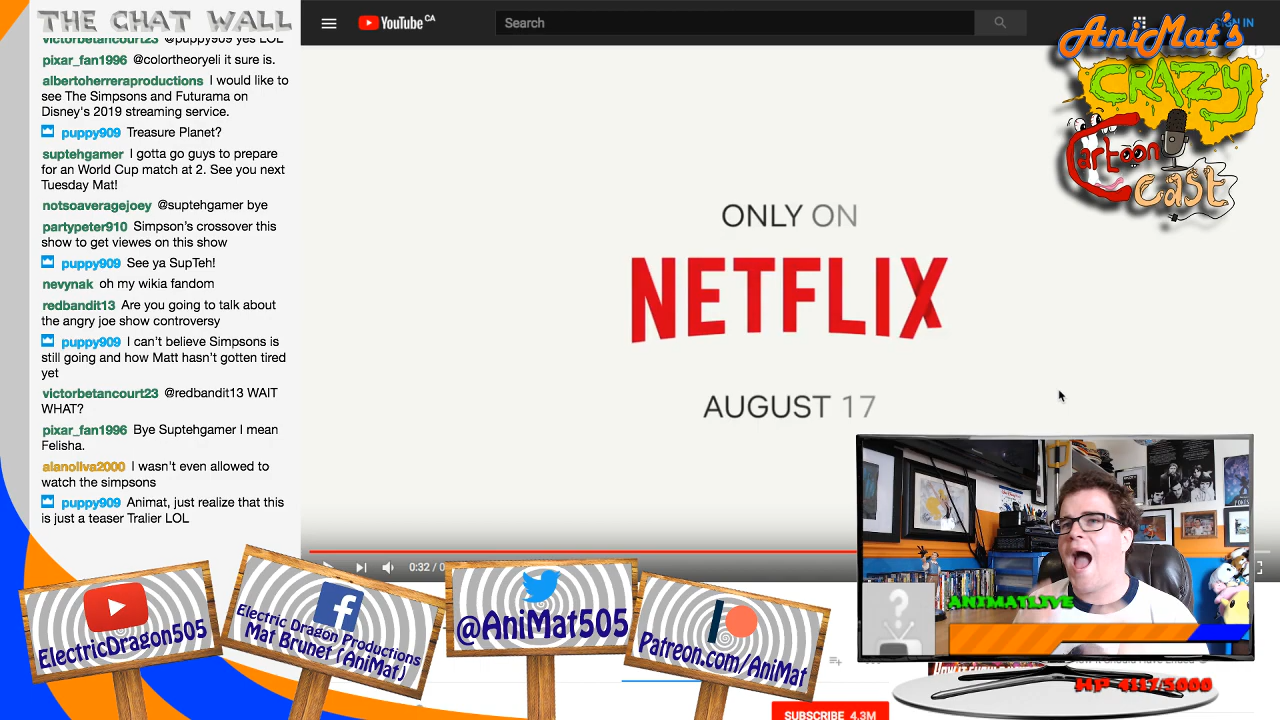 THE CHAT WALL
victorbetancourt23 @puppy909 yes LOL
pixar_fan1996 @colortheoryeli it sure is.
albertoherreraproductions I would like to
see The Simpsons and Futurama on
Disney's 2019 streaming service.
puppy909 Treasure Planet?
suptehgamer I gotta go guys to prepare
for an World Cup match at 2. See you next
Tuesday Mat!
notsoaveragejoey @suptehgamer bye
partypeter910 Simpson's crossover this
show to get viewes on this show
puppy909 See ya SupTeh!
nevynak oh my wikia fandom
redbandit13 Are you going to talk about
the angry joe show controversy
puppy909 I can't believe Simpsons is
still going and how Matt hasn't gotten tired
yet
victorbetancourt23 @redbandit13 WAIT
WHAT?
pixar_fan1996 Bye Suptehgamer I mean
Felisha.
alanoliva2000 I wasn't even allowed to
watch the simpsons
puppy909 Animat, just realize that this
is just a teaser Tralier LOL
YouTube CA
Search
SIGN IN
AniMat's
CRAZY
Cartoon
Cast
ONLY ON
NETFLIX
AUGUST 17
0:32 / 0
ElectricDragon505
Electric Dragon Productions
Mat Brunet (AniMat)
@AniMat505
Patreon.com/AniMat
ANIMATLIVE
HP 4117/5000
SUBSCRIBE 4.3M